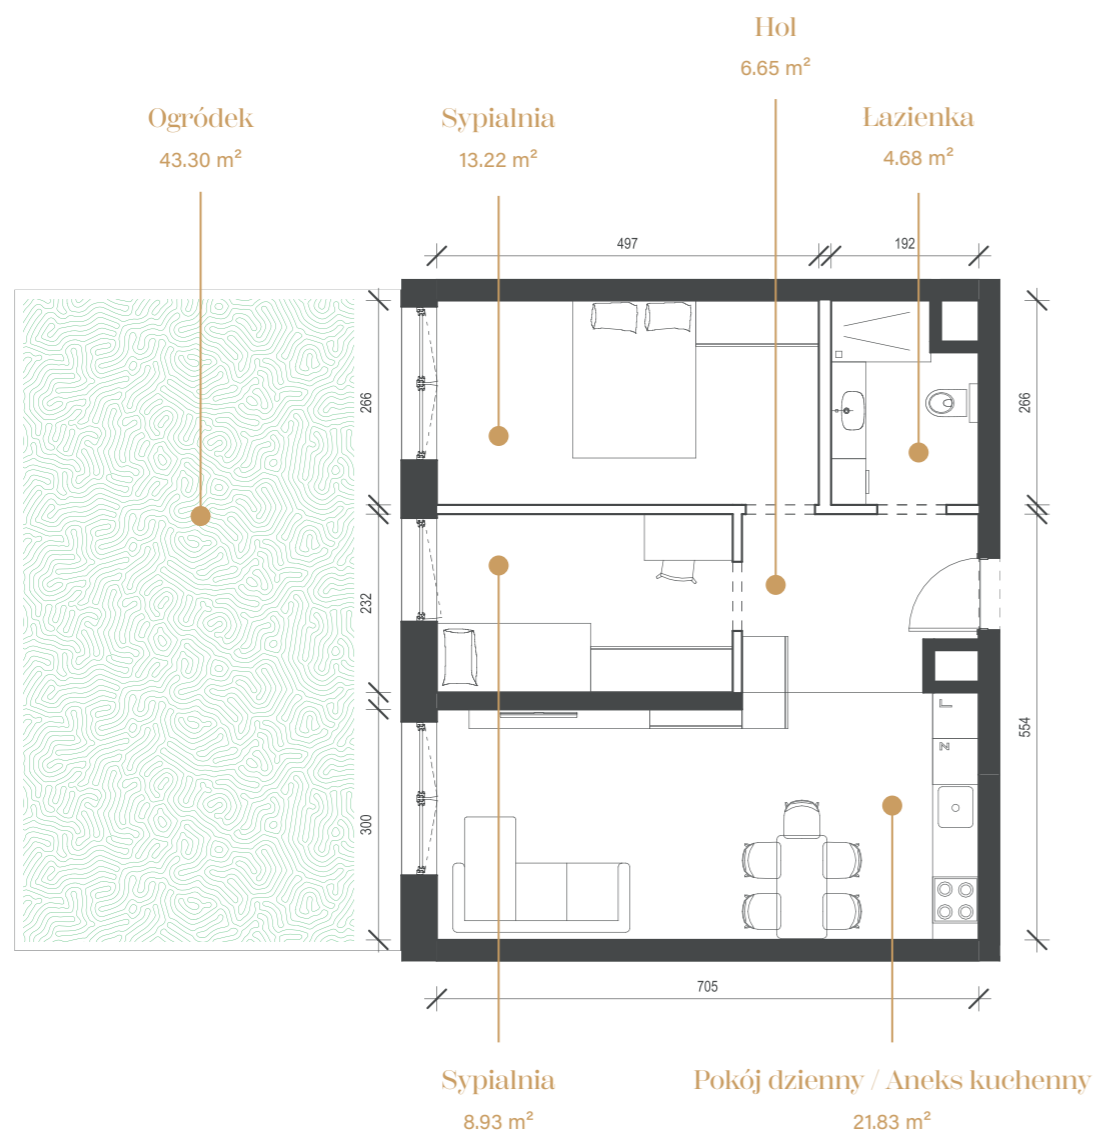 Hol
6.65 m²
Ogródek
43.30 m²
Sypialnia
13.22 m²
Łazienka
4.68 m²
497
192
266
266
232
554
300
L
N
705
Sypialnia
8.93 m²
Pokój dzienny / Aneks kuchenny
21.83 m²